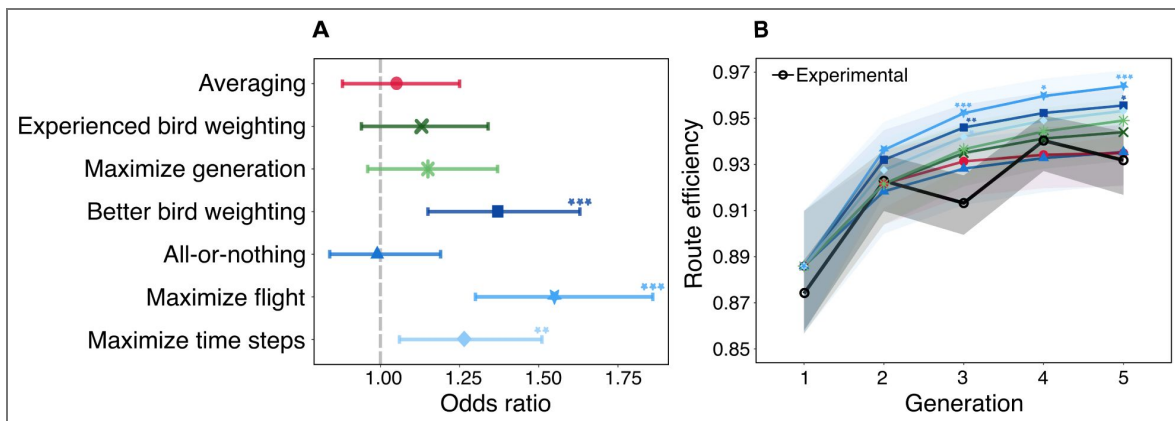 A
Averaging
Experienced bird weighting
Maximize generation
Better bird weighting
***
All-or-nothing
Maximize flight
***
Maximize time steps
**
1.00 1.25 1.50 1.75
Odds ratio
B
Experimental
0.97
0.95
0.93
0.91
0.89
0.87
0.85
Route efficiency
***
**
*
***
*
1 2 3 4 5
Generation